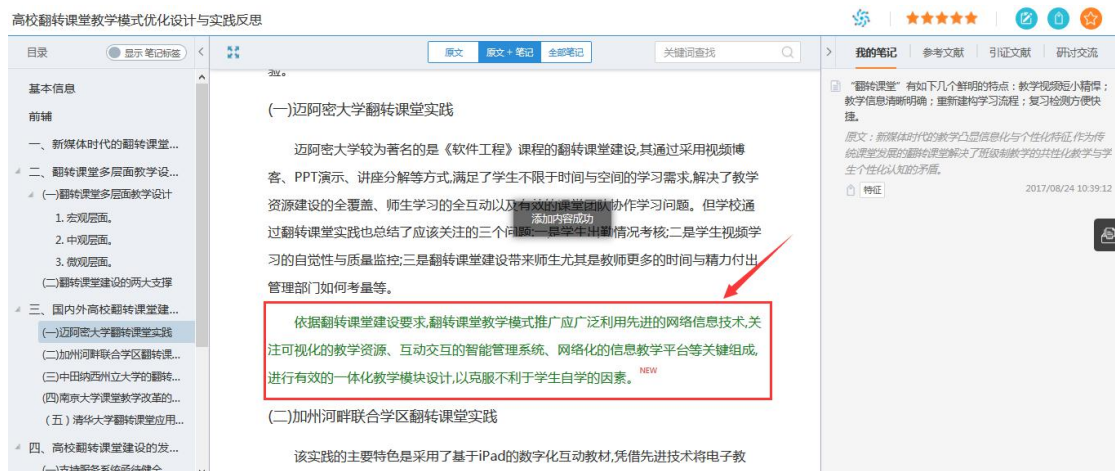 高校翻转课堂教学模式优化设计与实践反思
目录
显示 笔记标签
原文
原文 + 笔记
全部笔记
关键词查找
我的笔记
参考文献
引证文献
研讨交流
基本信息
前辅
一、新媒体时代的翻转课堂...
二、翻转课堂多层面教学设...
(一)翻转课堂多层面教学设计
1. 宏观层面。
2. 中观层面。
3. 微观层面。
(二)翻转课堂建设的两大支撑
三、国内外高校翻转课堂建...
(一)迈阿密大学翻转课堂实践
(二)加州河畔联合学区翻转课...
(三)中田纳西州立大学的翻转...
(四)南京大学课堂教学改革的...
(五）清华大学翻转课堂应用...
四、高校翻转课堂建设的发...
(一)支持服务系统亟待健全
验。
(一)迈阿密大学翻转课堂实践
迈阿密大学较为著名的是《软件工程》课程的翻转课堂建设,其通过采用视频博
客、PPT演示、讲座分解等方式,满足了学生不限于时间与空间的学习需求,解决了教学
资源建设的全覆盖、师生学习的全互动以及有效的课堂团队协作学习问题。但学校通
添加内容成功
过翻转课堂实践也总结了应该关注的三个问题:一是学生出勤情况考核;二是学生视频学
习的自觉性与质量监控;三是翻转课堂建设带来师生尤其是教师更多的时间与精力付出
管理部门如何考量等。
依据翻转课堂建设要求,翻转课堂教学模式推广应广泛利用先进的网络信息技术,关
注可视化的教学资源、互动交互的智能管理系统、网络化的信息教学平台等关键组成,
进行有效的一体化教学模块设计,以克服不利于学生自学的因素。 NEW
(二)加州河畔联合学区翻转课堂实践
该实践的主要特色是采用了基于iPad的数字化互动教材,凭借先进技术将电子教
“翻转课堂”有如下几个鲜明的特点：教学视频短小精悍；
教学信息清晰明确；重新建构学习流程；复习检测方便快
捷。
原文：新媒体时代的教学凸显信息化与个性化特征,作为传
统课堂发展的翻转课堂解决了班级制教学的共性化教学与学
生个性化认知的矛盾。
特征
2017/08/24 10:39:12